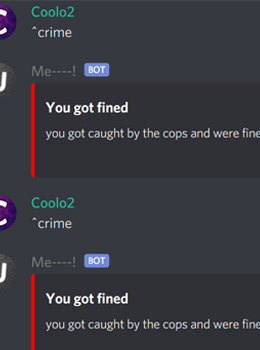 Coolo2
^crime
Me----! BOT
You got fined
you got caught by the cops and were fine
Coolo2
^crime
Me----! BOT
You got fined
you got caught by the cops and were fine